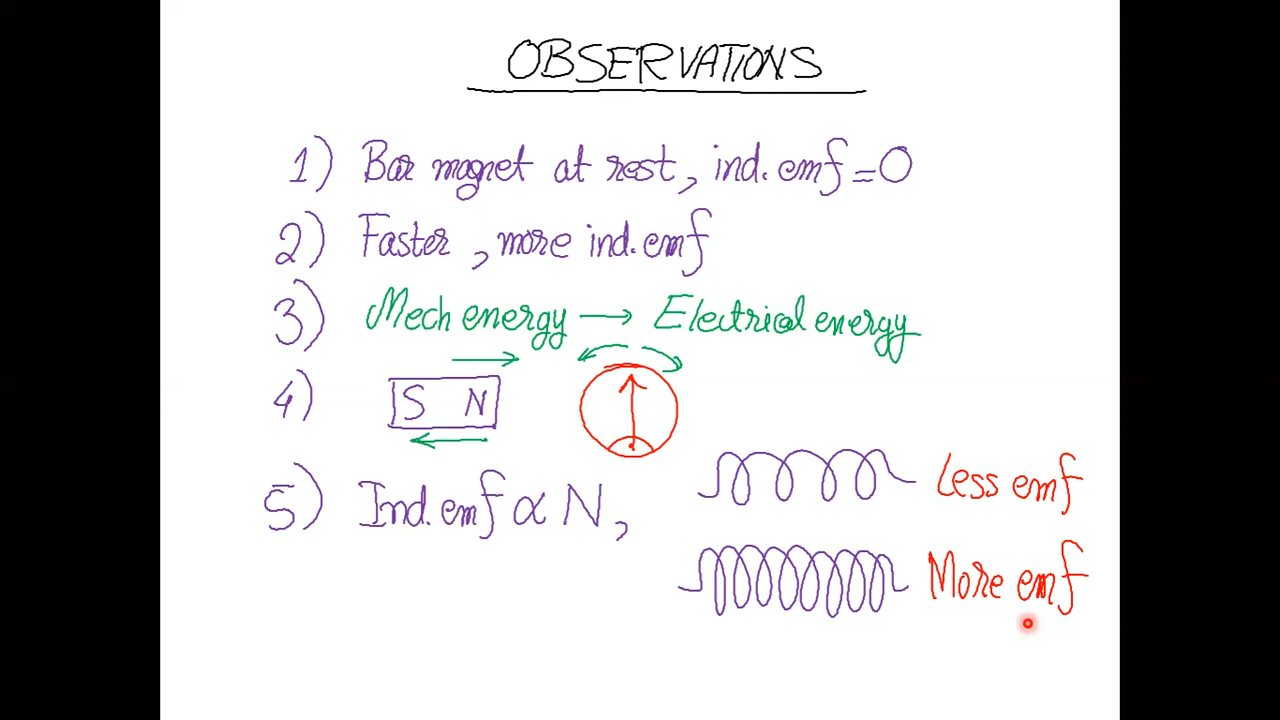 OBSERVATIONS
1) Bar magnet at rest, ind. emf = 0
2) Faster, more ind. emf
3) Mech energy → Electrical energy
4) S N
5) Ind. emf ∝ N,
Less emf
More emf